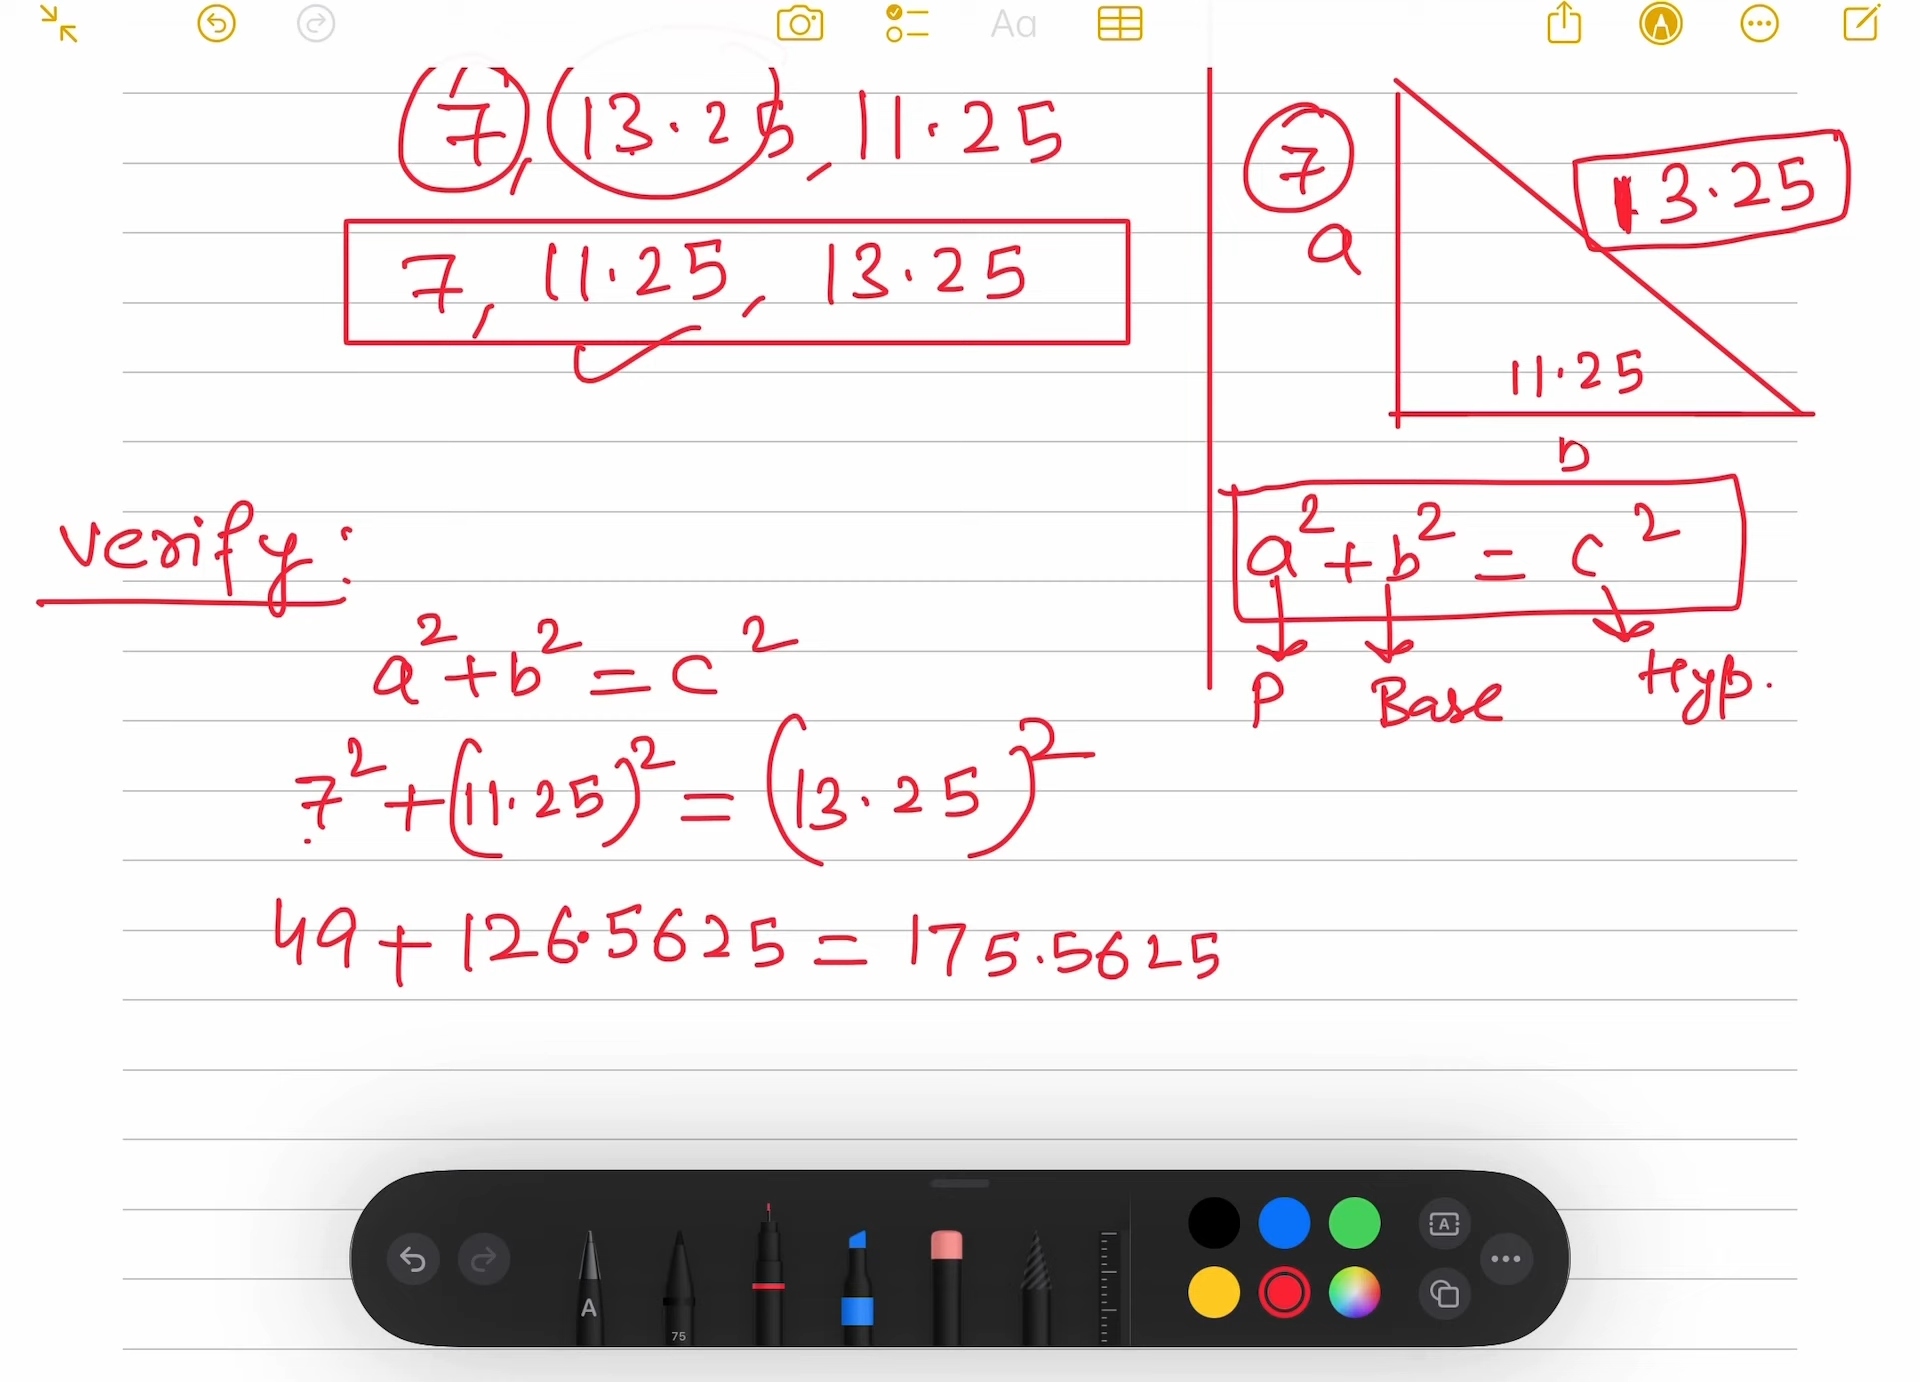 Aa
7, 13.25, 11.25
7, 11.25, 13.25
7
13.25
a
11.25
b
a² + b² = c²
P Base Hyp.
Verify:
a² + b² = c²
7² + (11.25)² = (13.25)²
49 + 126.5625 = 175.5625
A
75
A